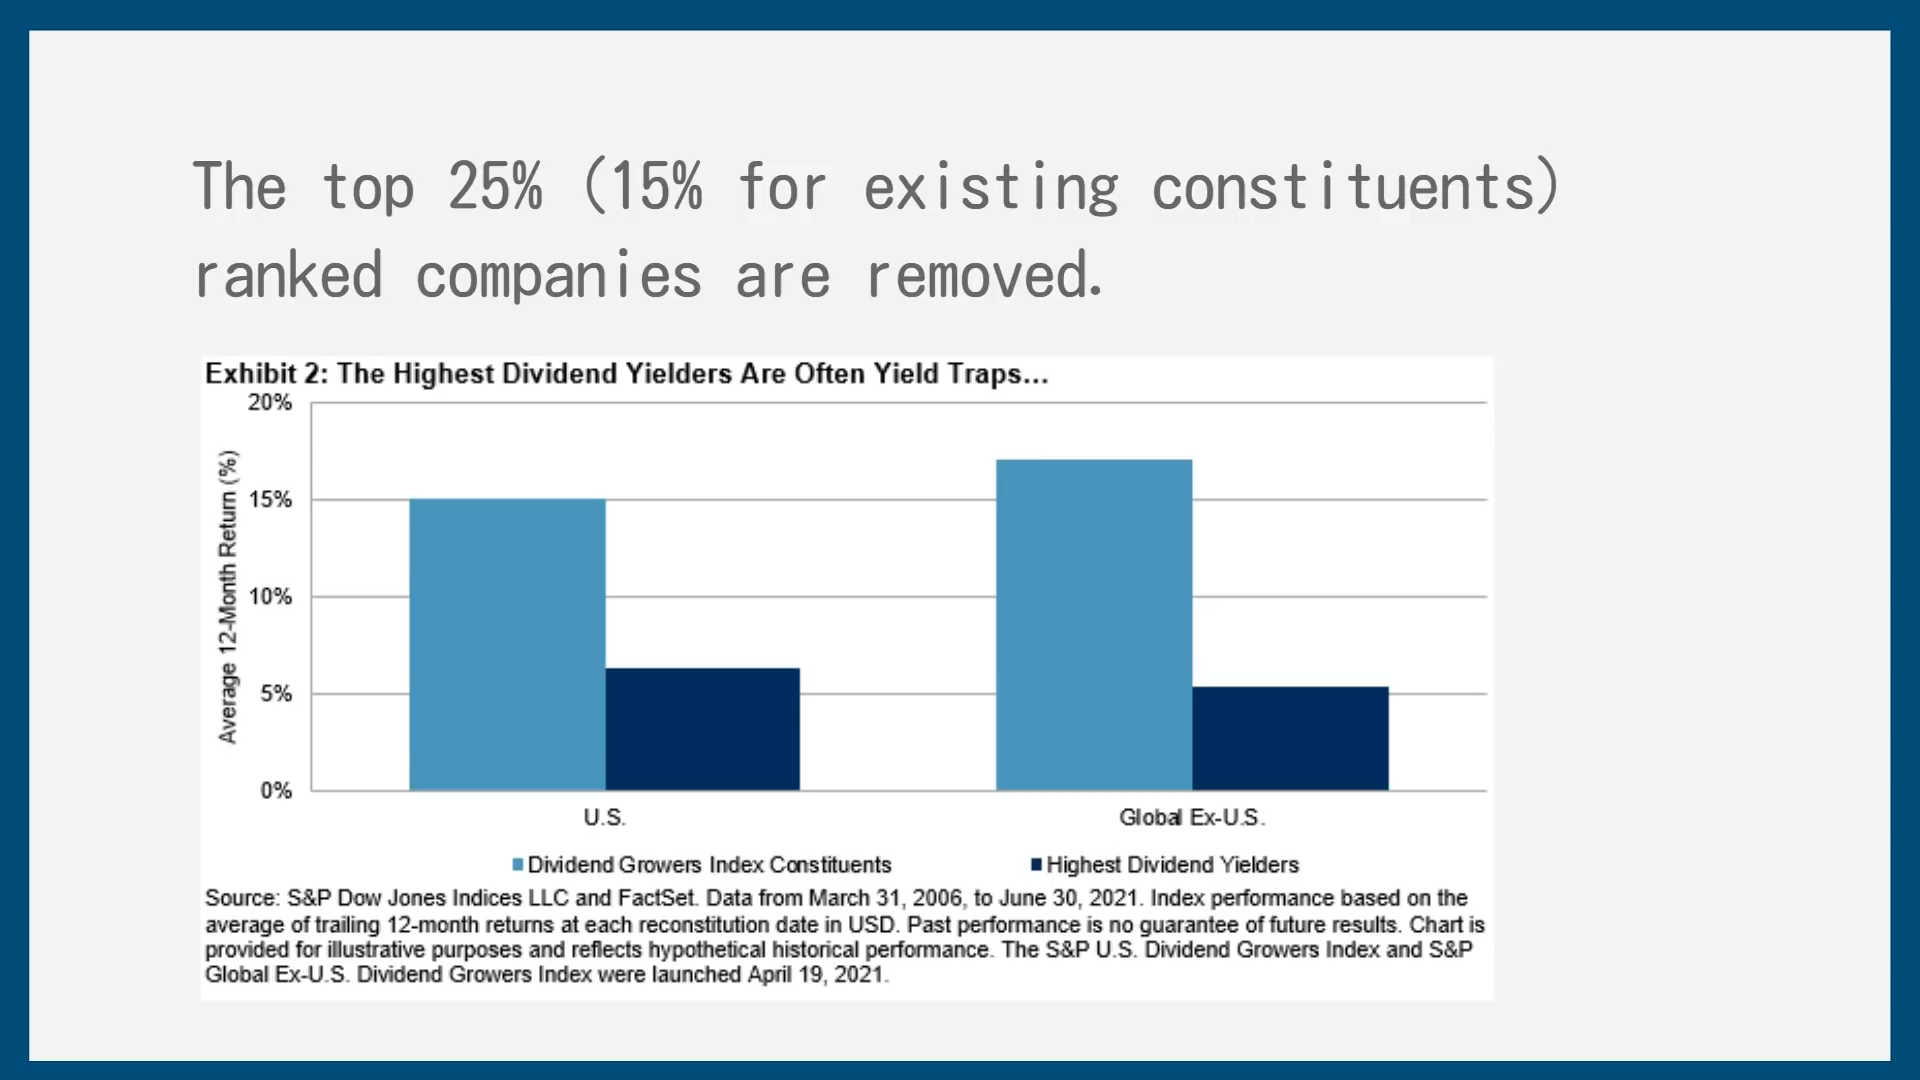 The top 25% (15% for existing constituents)
ranked companies are removed.
Exhibit 2: The Highest Dividend Yielders Are Often Yield Traps...
20%
15%
10%
5%
0%
Average 12-Month Return (%)
U.S.
Global Ex-U.S.
Dividend Growers Index Constituents
Highest Dividend Yielders
Source: S&P Dow Jones Indices LLC and FactSet. Data from March 31, 2006, to June 30, 2021. Index performance based on the
average of trailing 12-month returns at each reconstitution date in USD. Past performance is no guarantee of future results. Chart is
provided for illustrative purposes and reflects hypothetical historical performance. The S&P U.S. Dividend Growers Index and S&P
Global Ex-U.S. Dividend Growers Index were launched April 19, 2021.